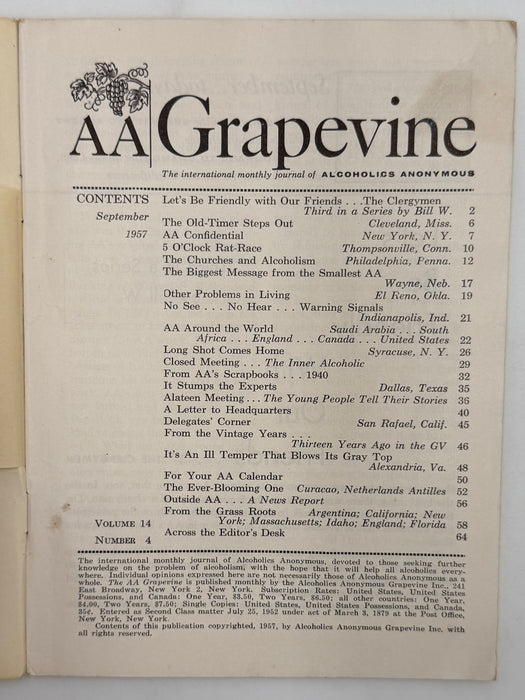 AA Grapevine
The international monthly journal of ALCOHOLICS ANONYMOUS
CONTENTS
September
1957
Let's Be Friendly with Our Friends . . . The Clergymen
Third in a Series by Bill W. 2
The Old-Timer Steps Out Cleveland, Miss. 6
AA Confidential New York, N. Y. 7
5 O'Clock Rat-Race Thompsonville, Conn. 10
The Churches and Alcoholism Philadelphia, Penna. 12
The Biggest Message from the Smallest AA
Wayne, Neb. 17
Other Problems in Living El Reno, Okla. 19
No See . . . No Hear . . . Warning Signals
Indianapolis, Ind. 21
AA Around the World Saudi Arabia . . . South
Africa . . . England . . . Canada . . . United States 22
Long Shot Comes Home Syracuse, N. Y. 26
Closed Meeting . . . The Inner Alcoholic 29
From AA's Scrapbooks . . . 1940 32
It Stumps the Experts Dallas, Texas 35
Alateen Meeting . . . The Young People Tell Their Stories 36
A Letter to Headquarters 40
Delegates' Corner San Rafael, Calif. 45
From the Vintage Years . . .
Thirteen Years Ago in the GV 46
It's An Ill Temper That Blows Its Gray Top
Alexandria, Va. 48
For Your AA Calendar 50
The Ever-Blooming One Curacao, Netherlands Antilles 52
Outside AA . . . A News Report 56
From the Grass Roots Argentina; California; New
York; Massachusetts; Idaho; England; Florida 58
Across the Editor's Desk 64
VOLUME 14
NUMBER 4
The international monthly journal of Alcoholics Anonymous, devoted to those seeking further
knowledge on the problem of alcoholism, with the hope that it will help all alcoholics every-
where. Individual opinions expressed here are not necessarily those of Alcoholics Anonymous as a
whole. The AA Grapevine is published monthly by the Alcoholics Anonymous Grapevine Inc., 241
East Broadway, New York 2, New York. Subscription Rates: United States, United States
Possessions, and Canada: One Year, $3.50, Two Years, $6.50; all other countries: One Year,
$4.00, Two Years, $7.50; Single Copies: United States, United States Possessions, and Canada,
35¢. Entered as Second Class matter July 25, 1952 under act of March 3, 1879 at the Post Office,
New York, New York.
Contents of this publication copyrighted, 1957, by Alcoholics Anonymous Grapevine Inc. with
all rights reserved.